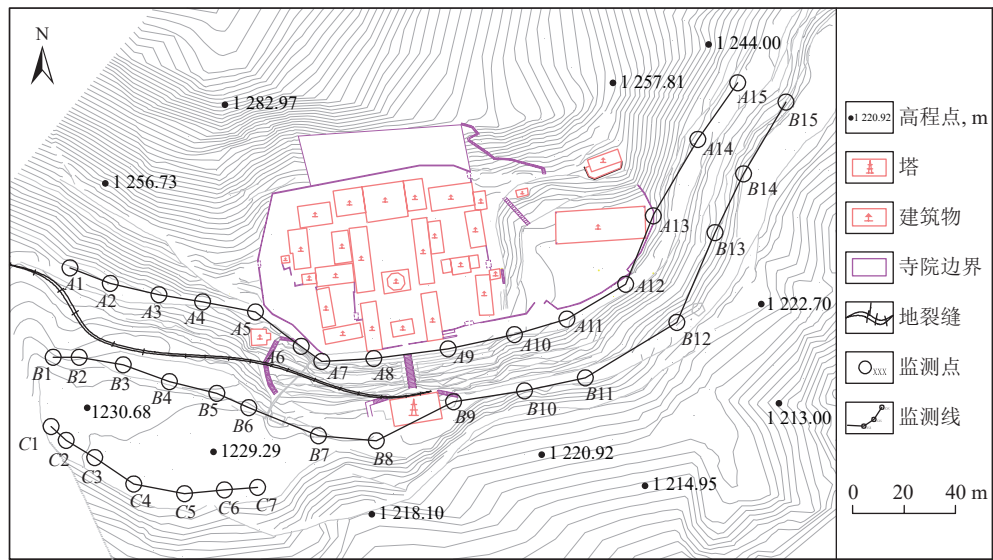 N
1 244.00
1 257.81
1 282.97
1 256.73
A15
B15
A14
B14
A13
B13
A12
B12
A1
A2
A3
A4
A5
A6
A7
A8
A9
A10
A11
1 222.70
B1
B2
B3
B4
B5
B6
B7
B8
B9
B10
B11
1230.68
1229.29
1 220.92
1 213.00
1 214.95
1 218.10
C1
C2
C3
C4
C5
C6
C7
1 220.92 高程点, m
塔
建筑物
寺院边界
地裂缝
XXX 监测点
监测线
0 20 40 m